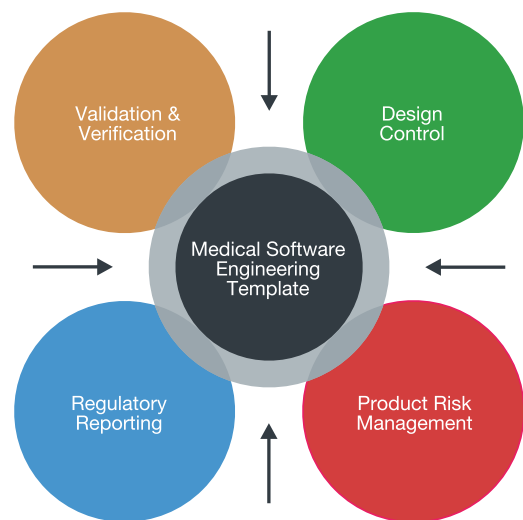 Validation &
Verification
Design
Control
Medical Software
Engineering
Template
Regulatory
Reporting
Product Risk
Management